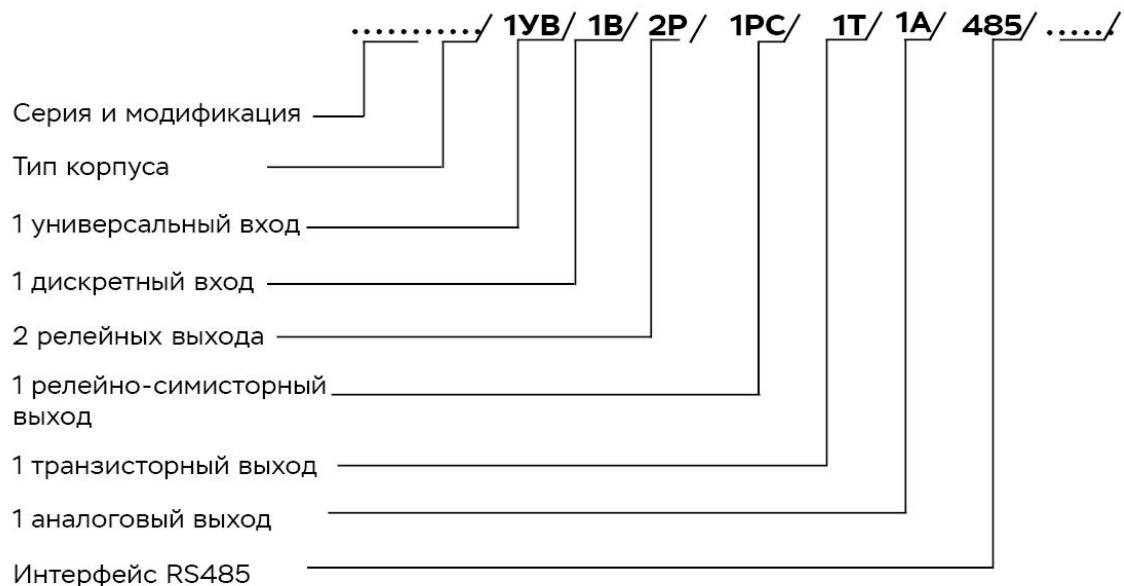 .........../ 1УВ/ 1В/ 2Р/ 1РС/ 1Т/ 1А/ 485/ ...../
Серия и модификация
Тип корпуса
1 универсальный вход
1 дискретный вход
2 релейных выхода
1 релейно-симисторный
выход
1 транзисторный выход
1 аналоговый выход
Интерфейс RS485